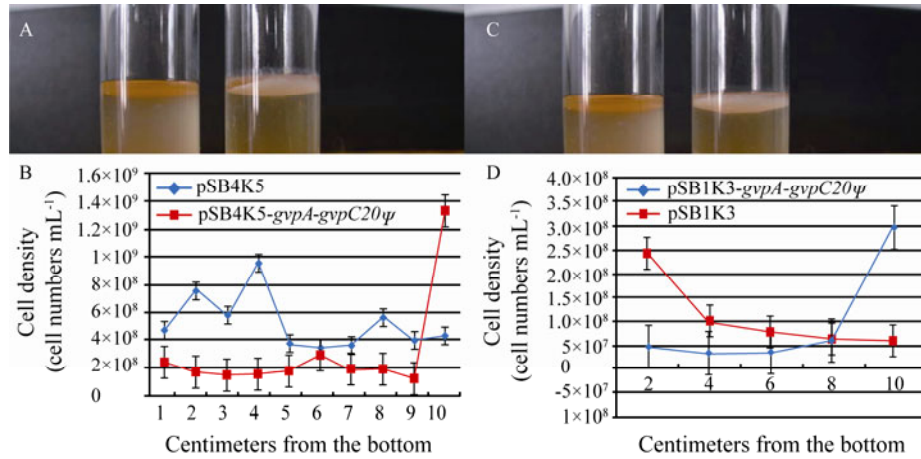 A
C
B
Cell density
(cell numbers mL⁻¹)
1.6×10⁹
1.4×10⁹
1.2×10⁹
1×10⁹
8×10⁸
6×10⁸
4×10⁸
2×10⁸
0
pSB4K5
pSB4K5-gvpA-gvpC20ψ
1 2 3 4 5 6 7 8 9 10
Centimeters from the bottom
D
Cell density
(cell numbers mL⁻¹)
4.0×10⁸
3.5×10⁸
3.0×10⁸
2.5×10⁸
2.0×10⁸
1.5×10⁸
1.0×10⁸
5×10⁷
0
-5×10⁷
1×10⁸
pSB1K3-gvpA-gvpC20ψ
pSB1K3
2 4 6 8 10
Centimeters from the bottom